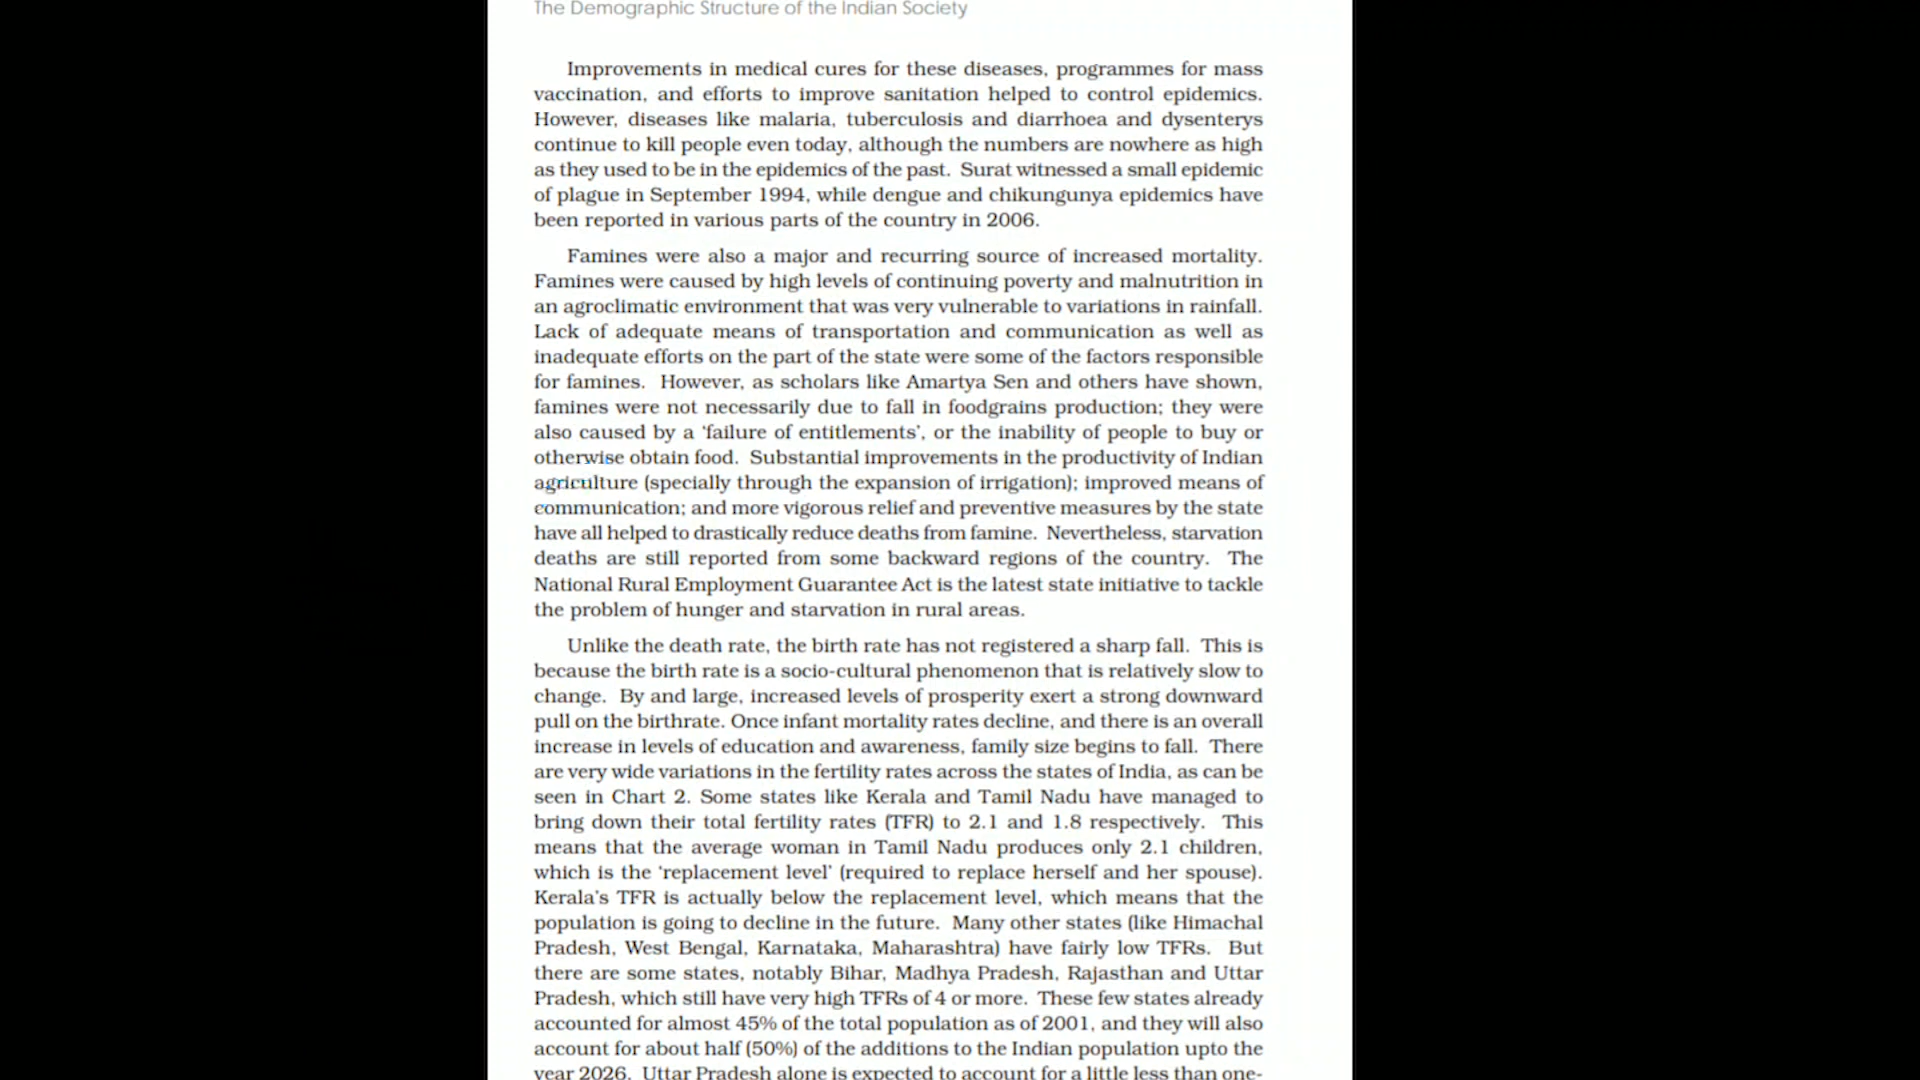 The Demographic Structure of the Indian Society
Improvements in medical cures for these diseases, programmes for mass
vaccination, and efforts to improve sanitation helped to control epidemics.
However, diseases like malaria, tuberculosis and diarrhoea and dysenterys
continue to kill people even today, although the numbers are nowhere as high
as they used to be in the epidemics of the past. Surat witnessed a small epidemic
of plague in September 1994, while dengue and chikungunya epidemics have
been reported in various parts of the country in 2006.
Famines were also a major and recurring source of increased mortality.
Famines were caused by high levels of continuing poverty and malnutrition in
an agroclimatic environment that was very vulnerable to variations in rainfall.
Lack of adequate means of transportation and communication as well as
inadequate efforts on the part of the state were some of the factors responsible
for famines. However, as scholars like Amartya Sen and others have shown,
famines were not necessarily due to fall in foodgrains production; they were
also caused by a ‘failure of entitlements’, or the inability of people to buy or
otherwise obtain food. Substantial improvements in the productivity of Indian
agriculture (specially through the expansion of irrigation); improved means of
communication; and more vigorous relief and preventive measures by the state
have all helped to drastically reduce deaths from famine. Nevertheless, starvation
deaths are still reported from some backward regions of the country. The
National Rural Employment Guarantee Act is the latest state initiative to tackle
the problem of hunger and starvation in rural areas.
Unlike the death rate, the birth rate has not registered a sharp fall. This is
because the birth rate is a socio-cultural phenomenon that is relatively slow to
change. By and large, increased levels of prosperity exert a strong downward
pull on the birthrate. Once infant mortality rates decline, and there is an overall
increase in levels of education and awareness, family size begins to fall. There
are very wide variations in the fertility rates across the states of India, as can be
seen in Chart 2. Some states like Kerala and Tamil Nadu have managed to
bring down their total fertility rates (TFR) to 2.1 and 1.8 respectively. This
means that the average woman in Tamil Nadu produces only 2.1 children,
which is the ‘replacement level’ (required to replace herself and her spouse).
Kerala’s TFR is actually below the replacement level, which means that the
population is going to decline in the future. Many other states (like Himachal
Pradesh, West Bengal, Karnataka, Maharashtra) have fairly low TFRs. But
there are some states, notably Bihar, Madhya Pradesh, Rajasthan and Uttar
Pradesh, which still have very high TFRs of 4 or more. These few states already
accounted for almost 45% of the total population as of 2001, and they will also
account for about half (50%) of the additions to the Indian population upto the
year 2026. Uttar Pradesh alone is expected to account for a little less than one-